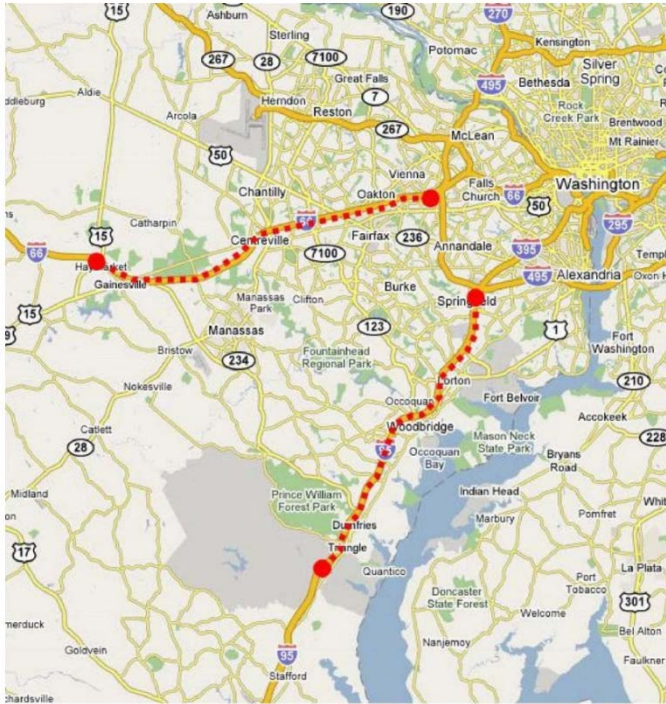 15
190
270
Ashburn
Sterling
Potomac
Kensington
267
28
7100
Great Falls
495
Silver
Spring
Aldie
7
Bethesda
Herndon
Reston
Rock
Creek Park
Arcola
267
McLean
Brentwood
Mt Rainier
50
Vienna
Falls
Church
66
Washington
Chantilly
Oakton
50
Catharpin
15
Centreville
Fairfax
236
295
66
7100
Annandale
395
Gainesville
Burke
495
Alexandria
Oxon H
Manassas
Park
Clifton
Springfield
15
Manassas
123
1
Fort
Washington
Bristow
234
Fountainhead
Regional Park
Lorton
210
Nokesville
Occoquan
Fort Belvoir
Accokeek
Catlett
Woodbridge
Mason Neck
State Park
228
28
95
Occoquan
Bay
Bryans
Road
Prince William
Forest Park
Indian Head
Midland
Dumfries
Marbury
Pomfret
17
Triangle
Quantico
La Plata
Doncaster
State Forest
Port
Tobacco
301
Welcome
Bel Alton
Goldvein
95
Nanjemoy
Stafford
Faulkner